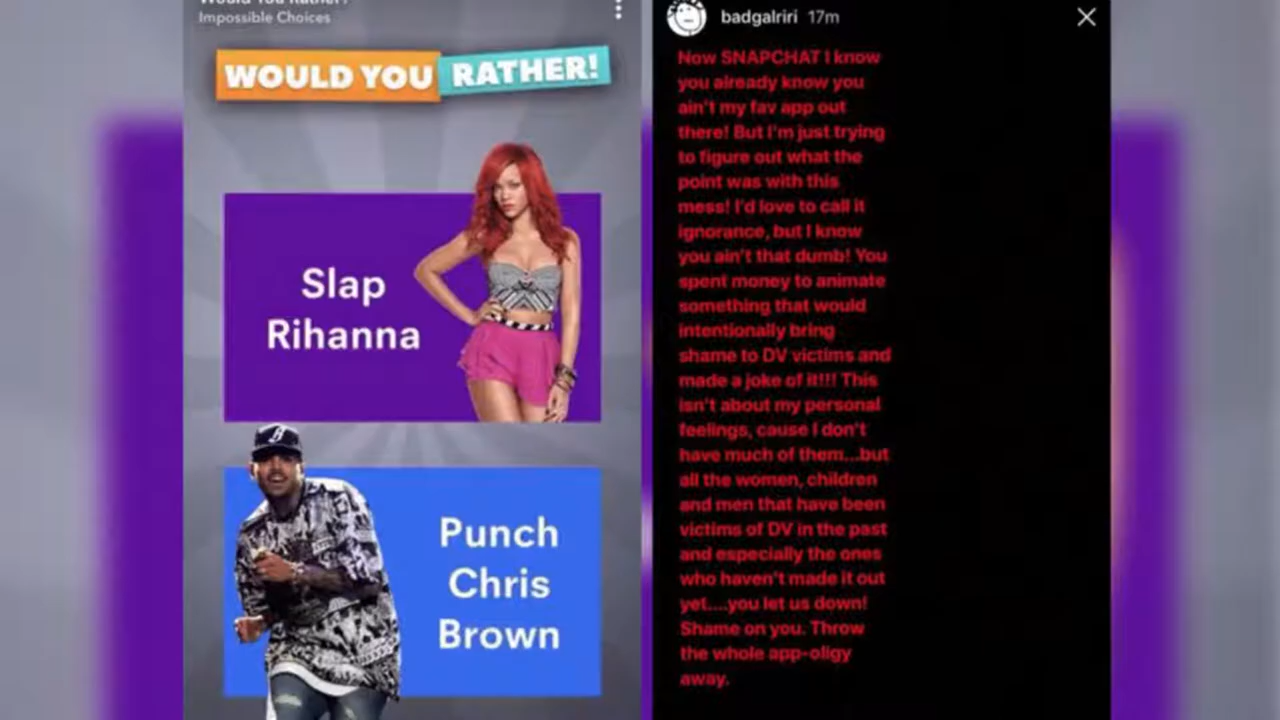 Would You Rather?
Impossible Choices
WOULD YOU RATHER!
Slap
Rihanna
Punch
Chris
Brown
badgalriri 17m
Now SNAPCHAT I know
you already know you
ain't my fav app out
there! But I'm just trying
to figure out what the
point was with this
mess! I'd love to call it
ignorance, but I know
you ain't that dumb! You
spent money to animate
something that would
intentionally bring
shame to DV victims and
made a joke of it!!! This
isn't about my personal
feelings, cause I don't
have much of them...but
all the women, children
and men that have been
victims of DV in the past
and especially the ones
who haven't made it out
yet....you let us down!
Shame on you. Throw
the whole app-oligy
away.